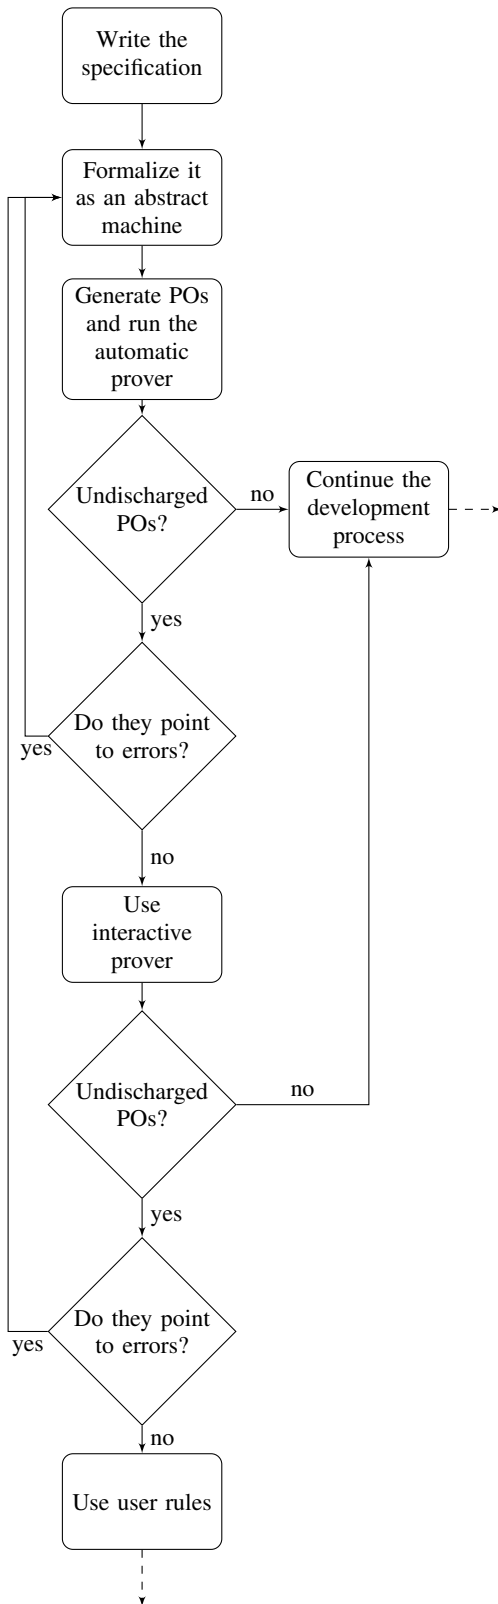 Write the
specification
Formalize it
as an abstract
machine
Generate POs
and run the
automatic
prover
Undischarged
POs?
no
Continue the
development
process
yes
Do they point
to errors?
yes
no
Use
interactive
prover
Undischarged
POs?
no
yes
Do they point
to errors?
yes
no
Use user rules